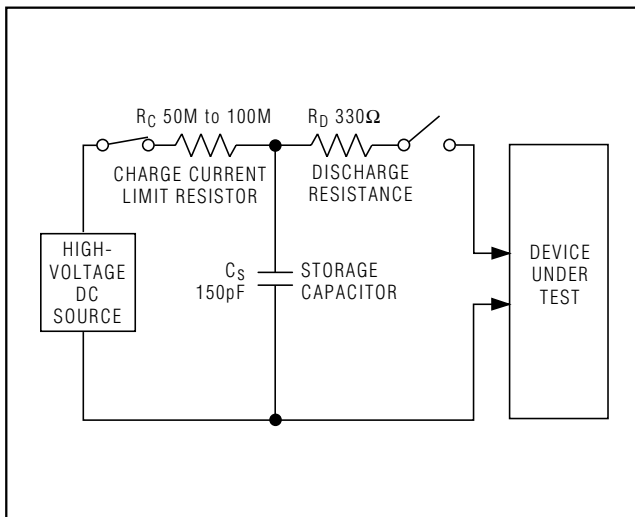 R_C 50M to 100M
CHARGE CURRENT
LIMIT RESISTOR
R_D 330Ω
DISCHARGE
RESISTANCE
HIGH-
VOLTAGE
DC
SOURCE
C_S
150pF
STORAGE
CAPACITOR
DEVICE
UNDER
TEST